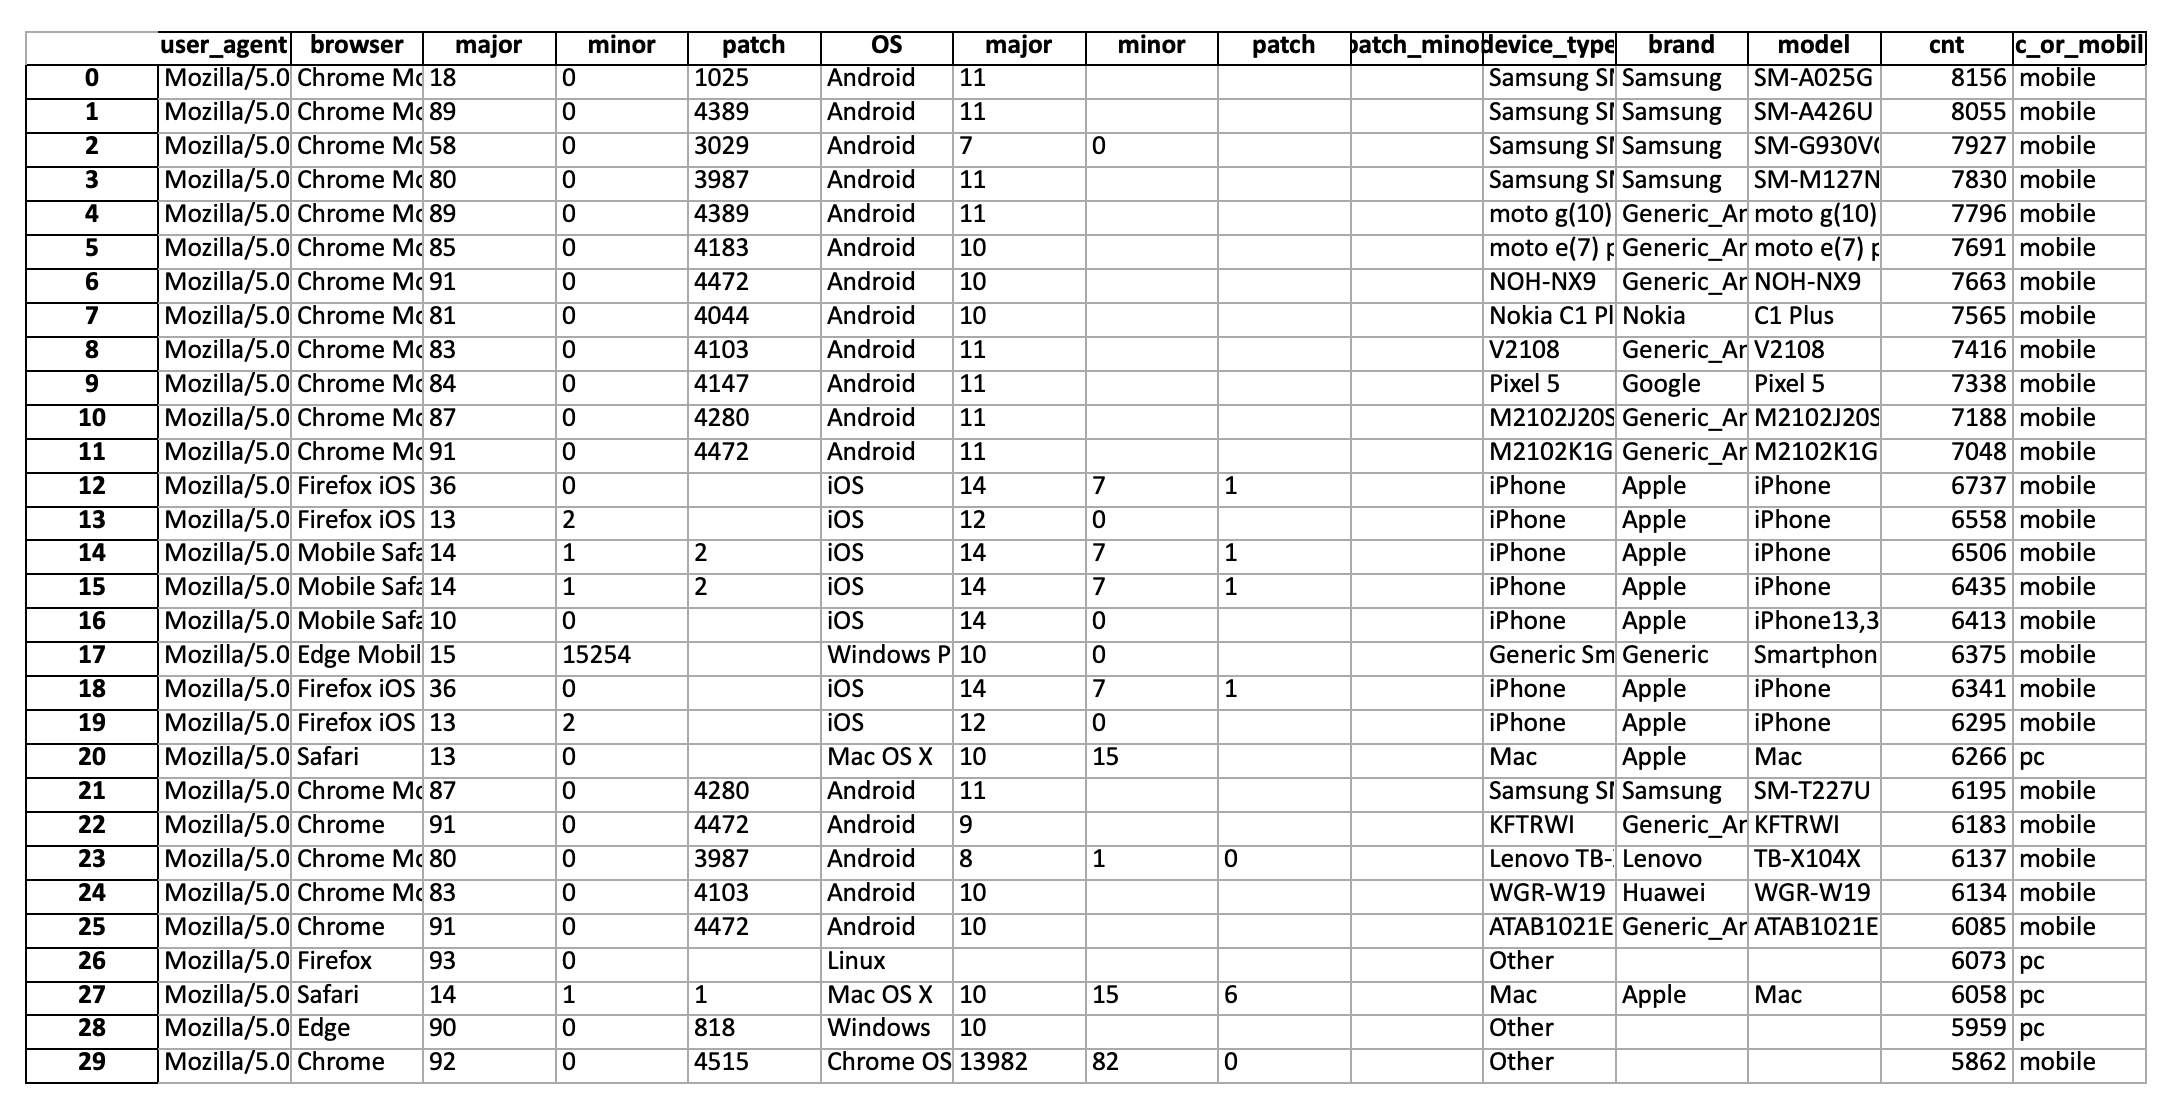 user_agent browser major minor patch OS major minor patch patch_mino device_type brand model cnt c_or_mobil
0 Mozilla/5.0 Chrome Mo 18 0 1025 Android 11 Samsung SM Samsung SM-A025G 8156 mobile
1 Mozilla/5.0 Chrome Mo 89 0 4389 Android 11 Samsung SM Samsung SM-A426U 8055 mobile
2 Mozilla/5.0 Chrome Mo 58 0 3029 Android 7 0 Samsung SM Samsung SM-G930V 7927 mobile
3 Mozilla/5.0 Chrome Mo 80 0 3987 Android 11 Samsung SM Samsung SM-M127N 7830 mobile
4 Mozilla/5.0 Chrome Mo 89 0 4389 Android 11 moto g(10) Generic_An moto g(10) 7796 mobile
5 Mozilla/5.0 Chrome Mo 85 0 4183 Android 10 moto e(7) p Generic_An moto e(7) p 7691 mobile
6 Mozilla/5.0 Chrome Mo 91 0 4472 Android 10 NOH-NX9 Generic_An NOH-NX9 7663 mobile
7 Mozilla/5.0 Chrome Mo 81 0 4044 Android 10 Nokia C1 Pl Nokia C1 Plus 7565 mobile
8 Mozilla/5.0 Chrome Mo 83 0 4103 Android 11 V2108 Generic_An V2108 7416 mobile
9 Mozilla/5.0 Chrome Mo 84 0 4147 Android 11 Pixel 5 Google Pixel 5 7338 mobile
10 Mozilla/5.0 Chrome Mo 87 0 4280 Android 11 M2102J20S Generic_An M2102J20S 7188 mobile
11 Mozilla/5.0 Chrome Mo 91 0 4472 Android 11 M2102K1G Generic_An M2102K1G 7048 mobile
12 Mozilla/5.0 Firefox iOS 36 0 iOS 14 7 1 iPhone Apple iPhone 6737 mobile
13 Mozilla/5.0 Firefox iOS 13 2 iOS 12 0 iPhone Apple iPhone 6558 mobile
14 Mozilla/5.0 Mobile Safa 14 1 2 iOS 14 7 1 iPhone Apple iPhone 6506 mobile
15 Mozilla/5.0 Mobile Safa 14 1 2 iOS 14 7 1 iPhone Apple iPhone 6435 mobile
16 Mozilla/5.0 Mobile Safa 10 0 iOS 14 0 iPhone Apple iPhone13,3 6413 mobile
17 Mozilla/5.0 Edge Mobil 15 15254 Windows P 10 0 Generic Sm Generic Smartphon 6375 mobile
18 Mozilla/5.0 Firefox iOS 36 0 iOS 14 7 1 iPhone Apple iPhone 6341 mobile
19 Mozilla/5.0 Firefox iOS 13 2 iOS 12 0 iPhone Apple iPhone 6295 mobile
20 Mozilla/5.0 Safari 13 0 Mac OS X 10 15 Mac Apple Mac 6266 pc
21 Mozilla/5.0 Chrome Mo 87 0 4280 Android 11 Samsung SM Samsung SM-T227U 6195 mobile
22 Mozilla/5.0 Chrome 91 0 4472 Android 9 KFTRWI Generic_An KFTRWI 6183 mobile
23 Mozilla/5.0 Chrome Mo 80 0 3987 Android 8 1 0 Lenovo TB- Lenovo TB-X104X 6137 mobile
24 Mozilla/5.0 Chrome Mo 83 0 4103 Android 10 WGR-W19 Huawei WGR-W19 6134 mobile
25 Mozilla/5.0 Chrome 91 0 4472 Android 10 ATAB1021E Generic_An ATAB1021E 6085 mobile
26 Mozilla/5.0 Firefox 93 0 Linux Other 6073 pc
27 Mozilla/5.0 Safari 14 1 1 Mac OS X 10 15 6 Mac Apple Mac 6058 pc
28 Mozilla/5.0 Edge 90 0 818 Windows 10 Other 5959 pc
29 Mozilla/5.0 Chrome 92 0 4515 Chrome OS 13982 82 0 Other 5862 mobile